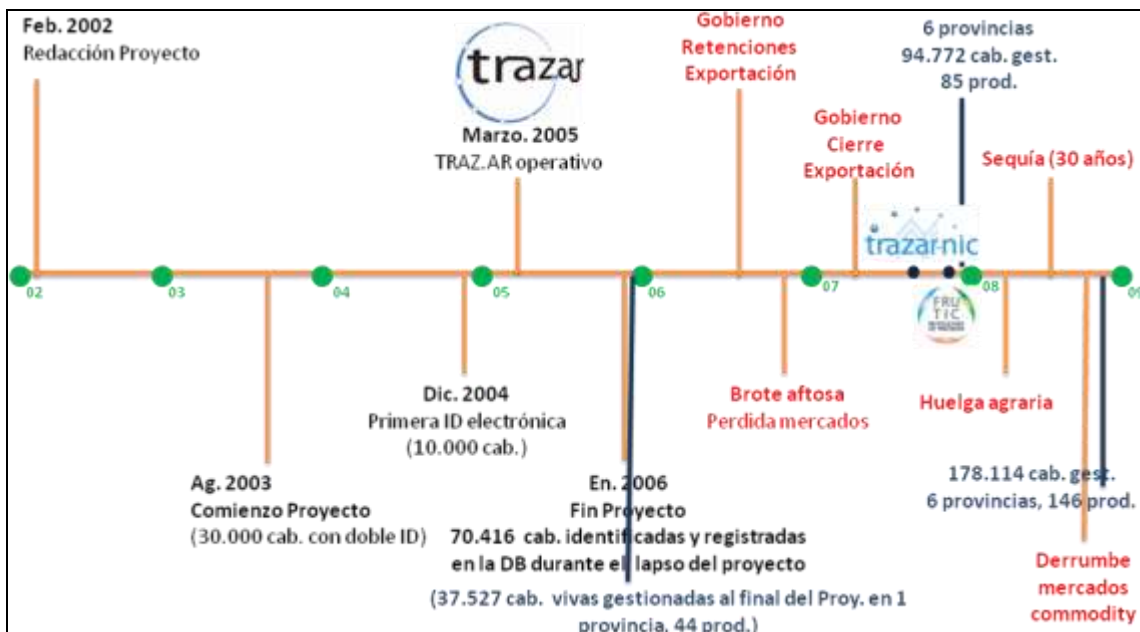 Feb. 2002
Redacción Proyecto
trazar
Marzo. 2005
TRAZ.AR operativo
Gobierno
Retenciones
Exportación
Gobierno
Cierre
Exportación
6 provincias
94.772 cab. gest.
85 prod.
Sequía (30 años)
trazar-nic
02
03
04
05
06
07
08
09
FRU
TIC
Ag. 2003
Comienzo Proyecto
(30.000 cab. con doble ID)
Dic. 2004
Primera ID electrónica
(10.000 cab.)
En. 2006
Fin Proyecto
70.416 cab. identificadas y registradas
en la DB durante el lapso del proyecto
(37.527 cab. vivas gestionadas al final del Proy. en 1
provincia, 44 prod.)
Brote aftosa
Perdida mercados
Huelga agraria
178.114 cab. gest.
6 provincias, 146 prod.
Derrumbe
mercados
commodity